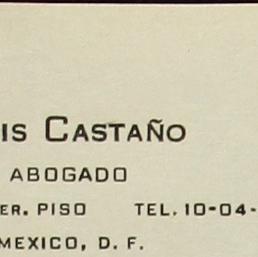 IS CASTAÑO
ABOGADO
ER. PISO TEL. 10-04-
MEXICO, D. F.